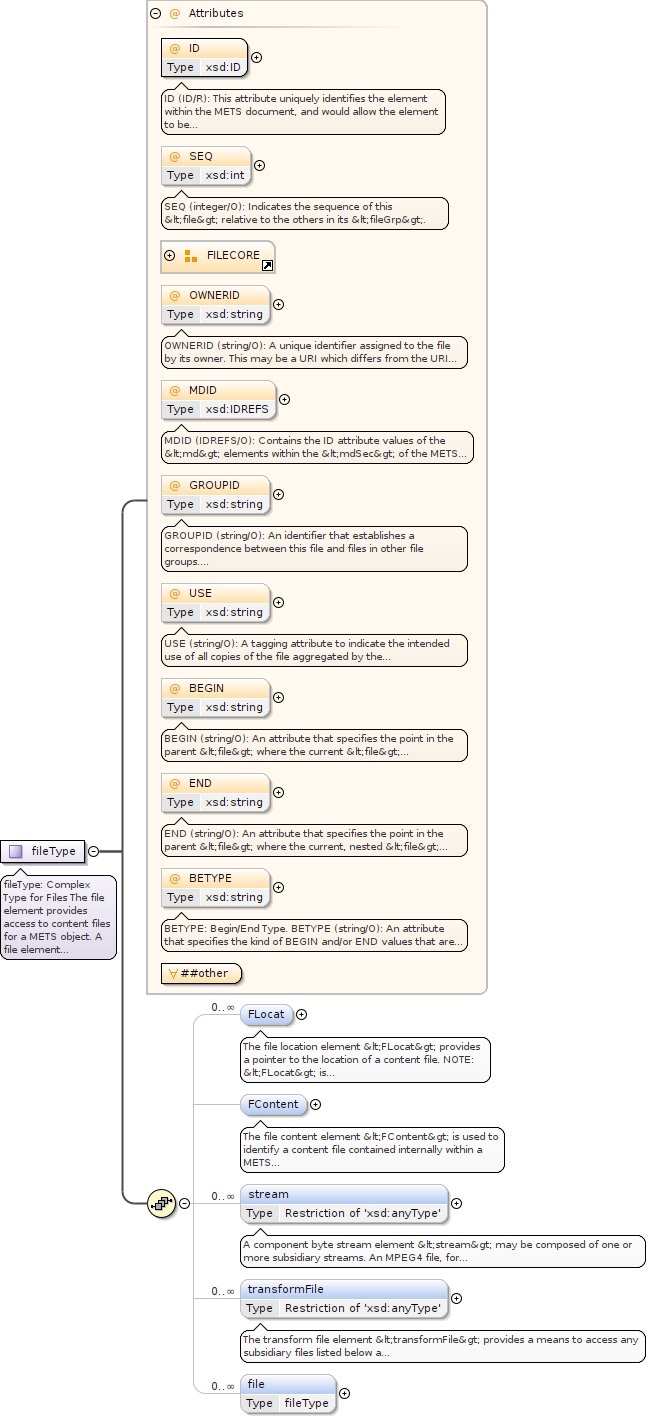 @ Attributes
@ ID
Type xsd:ID
ID (ID/R): This attribute uniquely identifies the element
within the METS document, and would allow the element
to be...
@ SEQ
Type xsd:int
SEQ (integer/O): Indicates the sequence of this
&lt;file&gt; relative to the others in its &lt;fileGrp&gt;.
FILECORE
@ OWNERID
Type xsd:string
OWNERID (string/O): A unique identifier assigned to the file
by its owner. This may be a URI which differs from the URI...
@ MDID
Type xsd:IDREFS
MDID (IDREFS/O): Contains the ID attribute values of the
&lt;md&gt; elements within the &lt;mdSec&gt; of the METS...
@ GROUPID
Type xsd:string
GROUPID (string/O): An identifier that establishes a
correspondence between this file and files in other file
groups....
@ USE
Type xsd:string
USE (string/O): A tagging attribute to indicate the intended
use of all copies of the file aggregated by the...
@ BEGIN
Type xsd:string
BEGIN (string/O): An attribute that specifies the point in the
parent &lt;file&gt; where the current &lt;file&gt;...
@ END
Type xsd:string
END (string/O): An attribute that specifies the point in the
parent &lt;file&gt; where the current, nested &lt;file&gt;...
@ BETYPE
Type xsd:string
BETYPE: Begin/End Type. BETYPE (string/O): An attribute
that specifies the kind of BEGIN and/or END values that are...
##other
fileType
fileType: Complex
Type for Files The file
element provides
access to content files
for a METS object. A
file element...
0..∞ FLocat
The file location element &lt;FLocat&gt; provides
a pointer to the location of a content file. NOTE:
&lt;FLocat&gt; is...
FContent
The file content element &lt;FContent&gt; is used to
identify a content file contained internally within a
METS...
0..∞ stream
Type Restriction of 'xsd:anyType'
A component byte stream element &lt;stream&gt; may be composed of one or
more subsidiary streams. An MPEG4 file, for...
0..∞ transformFile
Type Restriction of 'xsd:anyType'
The transform file element &lt;transformFile&gt; provides a means to access any
subsidiary files listed below a...
0..∞ file
Type fileType